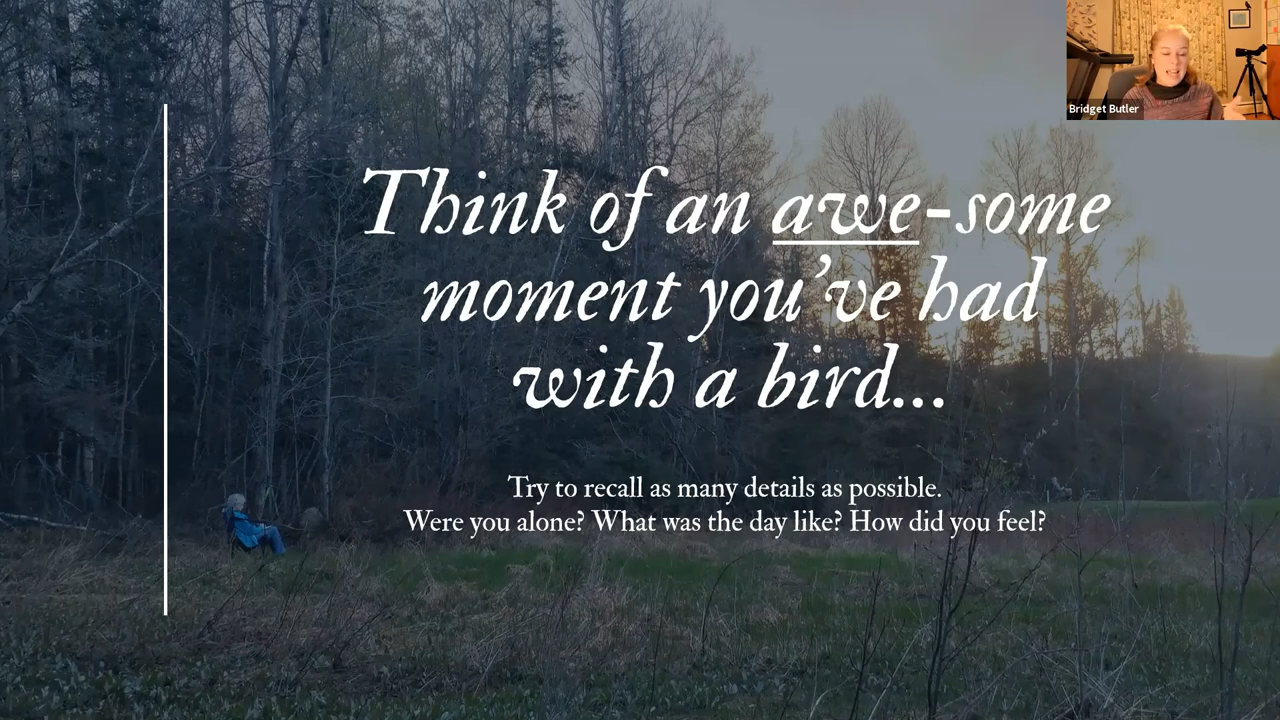 Bridget Butler
Think of an awe-some
moment you've had
with a bird...
Try to recall as many details as possible.
Were you alone? What was the day like? How did you feel?